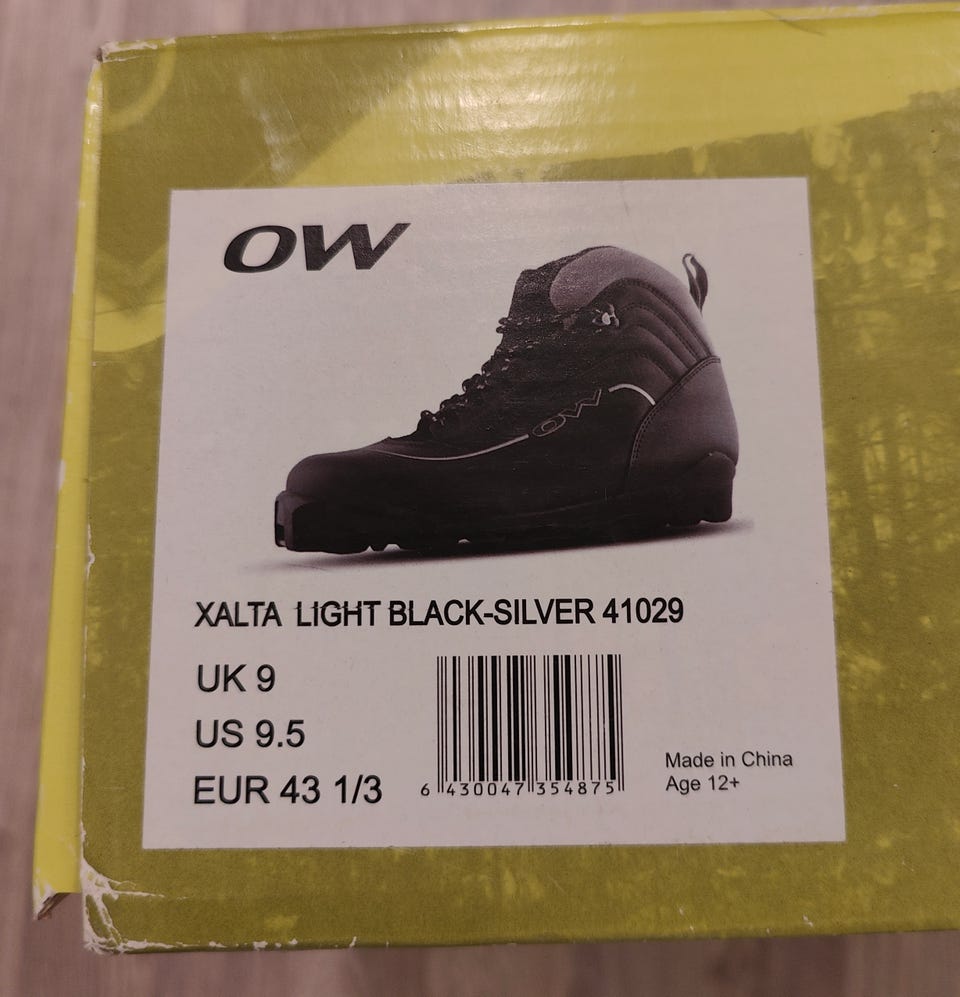 OW
OW
XALTA LIGHT BLACK-SILVER 41029
UK 9
US 9.5
EUR 43 1/3
6 430047 354875
Made in China
Age 12+